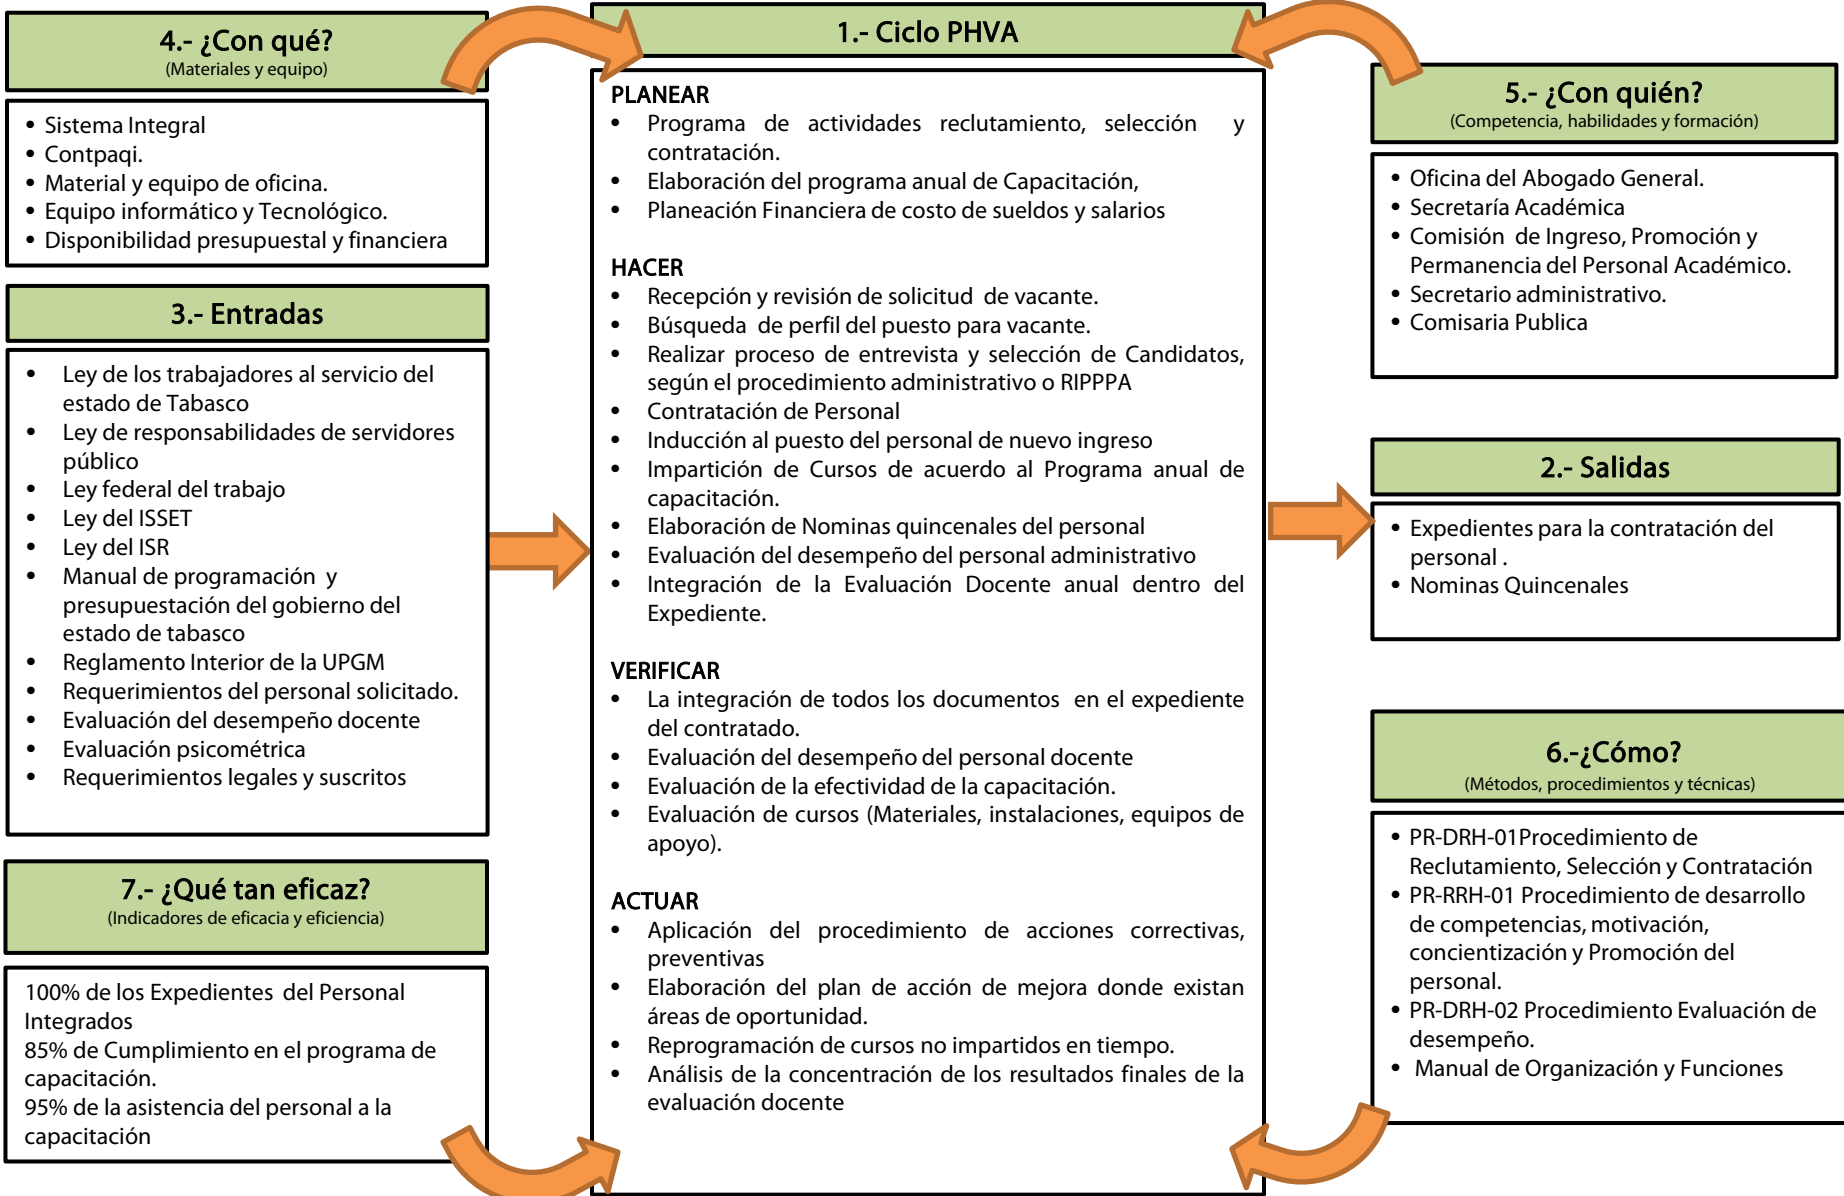 4.- ¿Con qué?
(Materiales y equipo)
• Sistema Integral
• Contpaqi.
• Material y equipo de oficina.
• Equipo informático y Tecnológico.
• Disponibilidad presupuestal y financiera
3.- Entradas
• Ley de los trabajadores al servicio del
estado de Tabasco
• Ley de responsabilidades de servidores
público
• Ley federal del trabajo
• Ley del ISSET
• Ley del ISR
• Manual de programación y
presupuestación del gobierno del
estado de tabasco
• Reglamento Interior de la UPGM
• Requerimientos del personal solicitado.
• Evaluación del desempeño docente
• Evaluación psicométrica
• Requerimientos legales y suscritos
7.- ¿Qué tan eficaz?
(Indicadores de eficacia y eficiencia)
100% de los Expedientes del Personal
Integrados
85% de Cumplimiento en el programa de
capacitación.
95% de la asistencia del personal a la
capacitación
1.- Ciclo PHVA
PLANEAR
• Programa de actividades reclutamiento, selección y
contratación.
• Elaboración del programa anual de Capacitación,
• Planeación Financiera de costo de sueldos y salarios
HACER
• Recepción y revisión de solicitud de vacante.
• Búsqueda de perfil del puesto para vacante.
• Realizar proceso de entrevista y selección de Candidatos,
según el procedimiento administrativo o RIPPPA
• Contratación de Personal
• Inducción al puesto del personal de nuevo ingreso
• Impartición de Cursos de acuerdo al Programa anual de
capacitación.
• Elaboración de Nominas quincenales del personal
• Evaluación del desempeño del personal administrativo
• Integración de la Evaluación Docente anual dentro del
Expediente.
VERIFICAR
• La integración de todos los documentos en el expediente
del contratado.
• Evaluación del desempeño del personal docente
• Evaluación de la efectividad de la capacitación.
• Evaluación de cursos (Materiales, instalaciones, equipos de
apoyo).
ACTUAR
• Aplicación del procedimiento de acciones correctivas,
preventivas
• Elaboración del plan de acción de mejora donde existan
áreas de oportunidad.
• Reprogramación de cursos no impartidos en tiempo.
• Análisis de la concentración de los resultados finales de la
evaluación docente
5.- ¿Con quién?
(Competencia, habilidades y formación)
• Oficina del Abogado General.
• Secretaría Académica
• Comisión de Ingreso, Promoción y
Permanencia del Personal Académico.
• Secretario administrativo.
• Comisaria Publica
2.- Salidas
• Expedientes para la contratación del
personal .
• Nominas Quincenales
6.-¿Cómo?
(Métodos, procedimientos y técnicas)
• PR-DRH-01Procedimiento de
Reclutamiento, Selección y Contratación
• PR-RRH-01 Procedimiento de desarrollo
de competencias, motivación,
concientización y Promoción del
personal.
• PR-DRH-02 Procedimiento Evaluación de
desempeño.
• Manual de Organización y Funciones